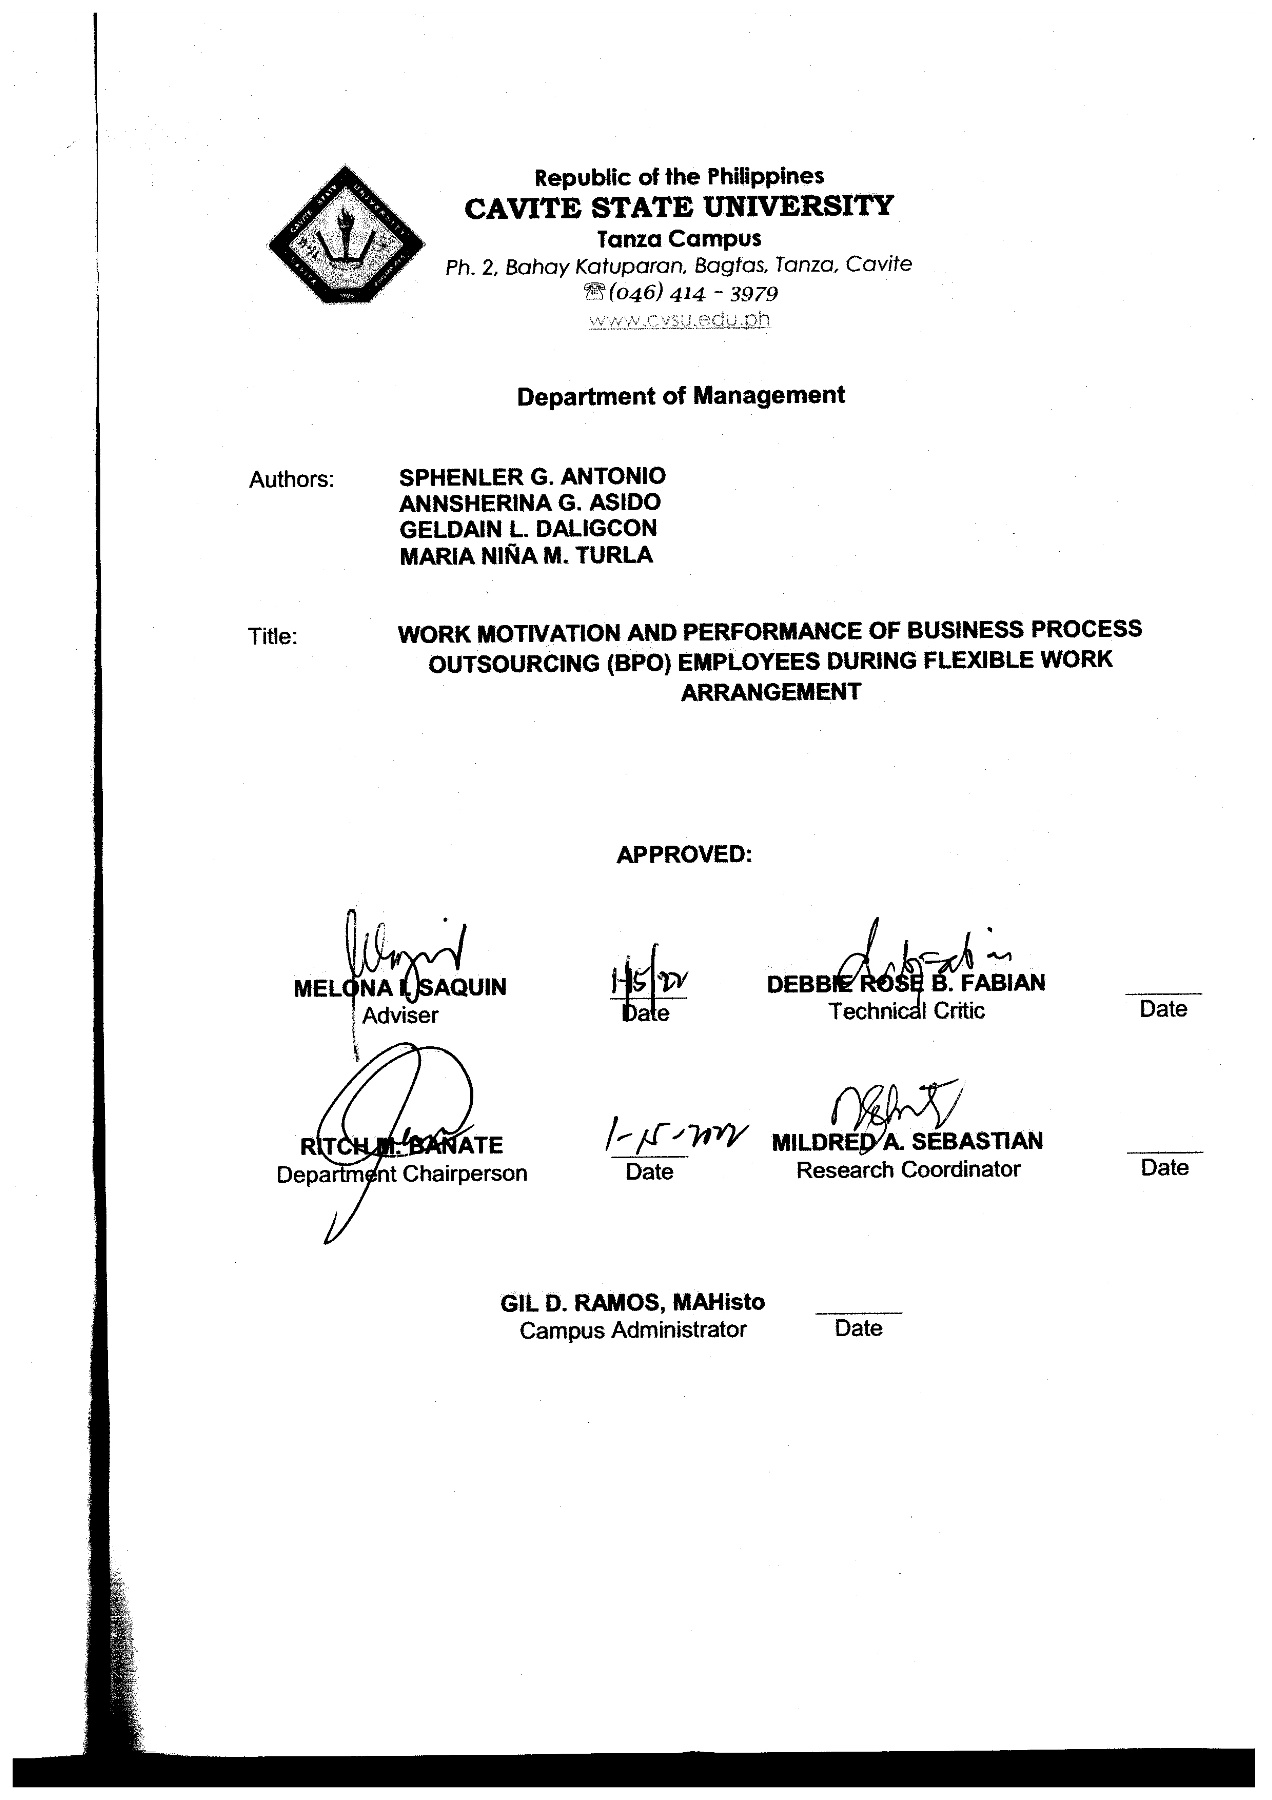 Republic of the Philippines
CAVITE STATE UNIVERSITY
Tanza Campus
Ph. 2, Bahay Katuparan, Bagtas, Tanza, Cavite
☏(046) 414 - 3979
www.cvsu.edu.ph
Department of Management
Authors: SPHENLER G. ANTONIO
ANNSHERINA G. ASIDO
GELDAIN L. DALIGCON
MARIA NIÑA M. TURLA
Title: WORK MOTIVATION AND PERFORMANCE OF BUSINESS PROCESS
OUTSOURCING (BPO) EMPLOYEES DURING FLEXIBLE WORK
ARRANGEMENT
APPROVED:
MELONA I. SAQUIN DEBBIE ROSE B. FABIAN
Adviser Date Technical Critic Date
1-15-2022
RITCH M. BANATE MILDRED A. SEBASTIAN
Department Chairperson Date Research Coordinator Date
GIL D. RAMOS, MAHisto
Campus Administrator Date